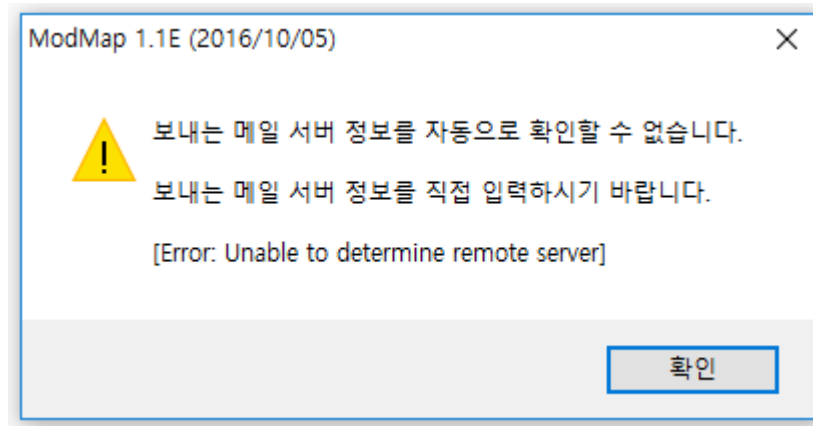 ModMap 1.1E (2016/10/05)
보내는 메일 서버 정보를 자동으로 확인할 수 없습니다.
보내는 메일 서버 정보를 직접 입력하시기 바랍니다.
[Error: Unable to determine remote server]
확인